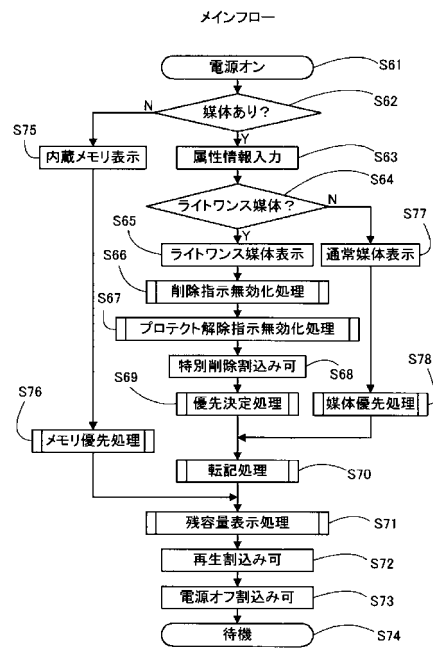 メインフロー
電源オン
S61
媒体あり?
S62
N
Y
S75
内蔵メモリ表示
属性情報入力
S63
ライトワンス媒体?
S64
N
Y
S65
ライトワンス媒体表示
S77
通常媒体表示
S66
削除指示無効化処理
S67
プロテクト解除指示無効化処理
特別削除割込み可
S68
S69
優先決定処理
S78
媒体優先処理
S76
メモリ優先処理
転記処理
S70
残容量表示処理
S71
再生割込み可
S72
電源オフ割込み可
S73
待機
S74